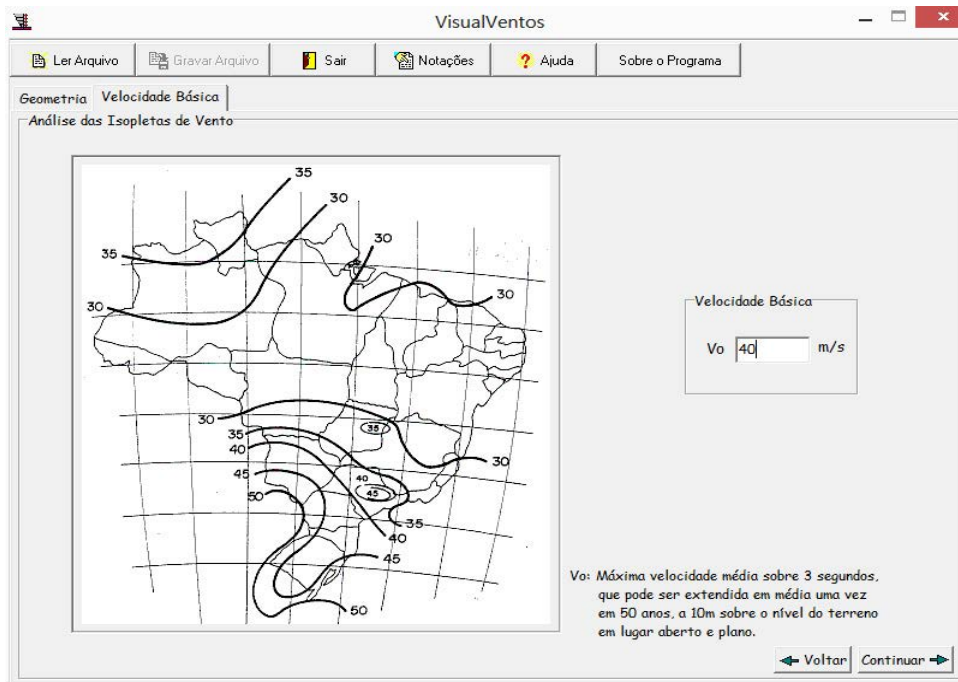 VisualVentos
Ler Arquivo
Gravar Arquivo
Sair
Notações
Ajuda
Sobre o Programa
Geometria
Velocidade Básica
Análise das Isopletas de Vento
35
30
30
35
30
30
30
35
35
40
40
45
45
30
50
35
40
45
50
Velocidade Básica
Vo 40 m/s
Vo: Máxima velocidade média sobre 3 segundos,
que pode ser extendida em média uma vez
em 50 anos, a 10m sobre o nível do terreno
em lugar aberto e plano.
Voltar
Continuar